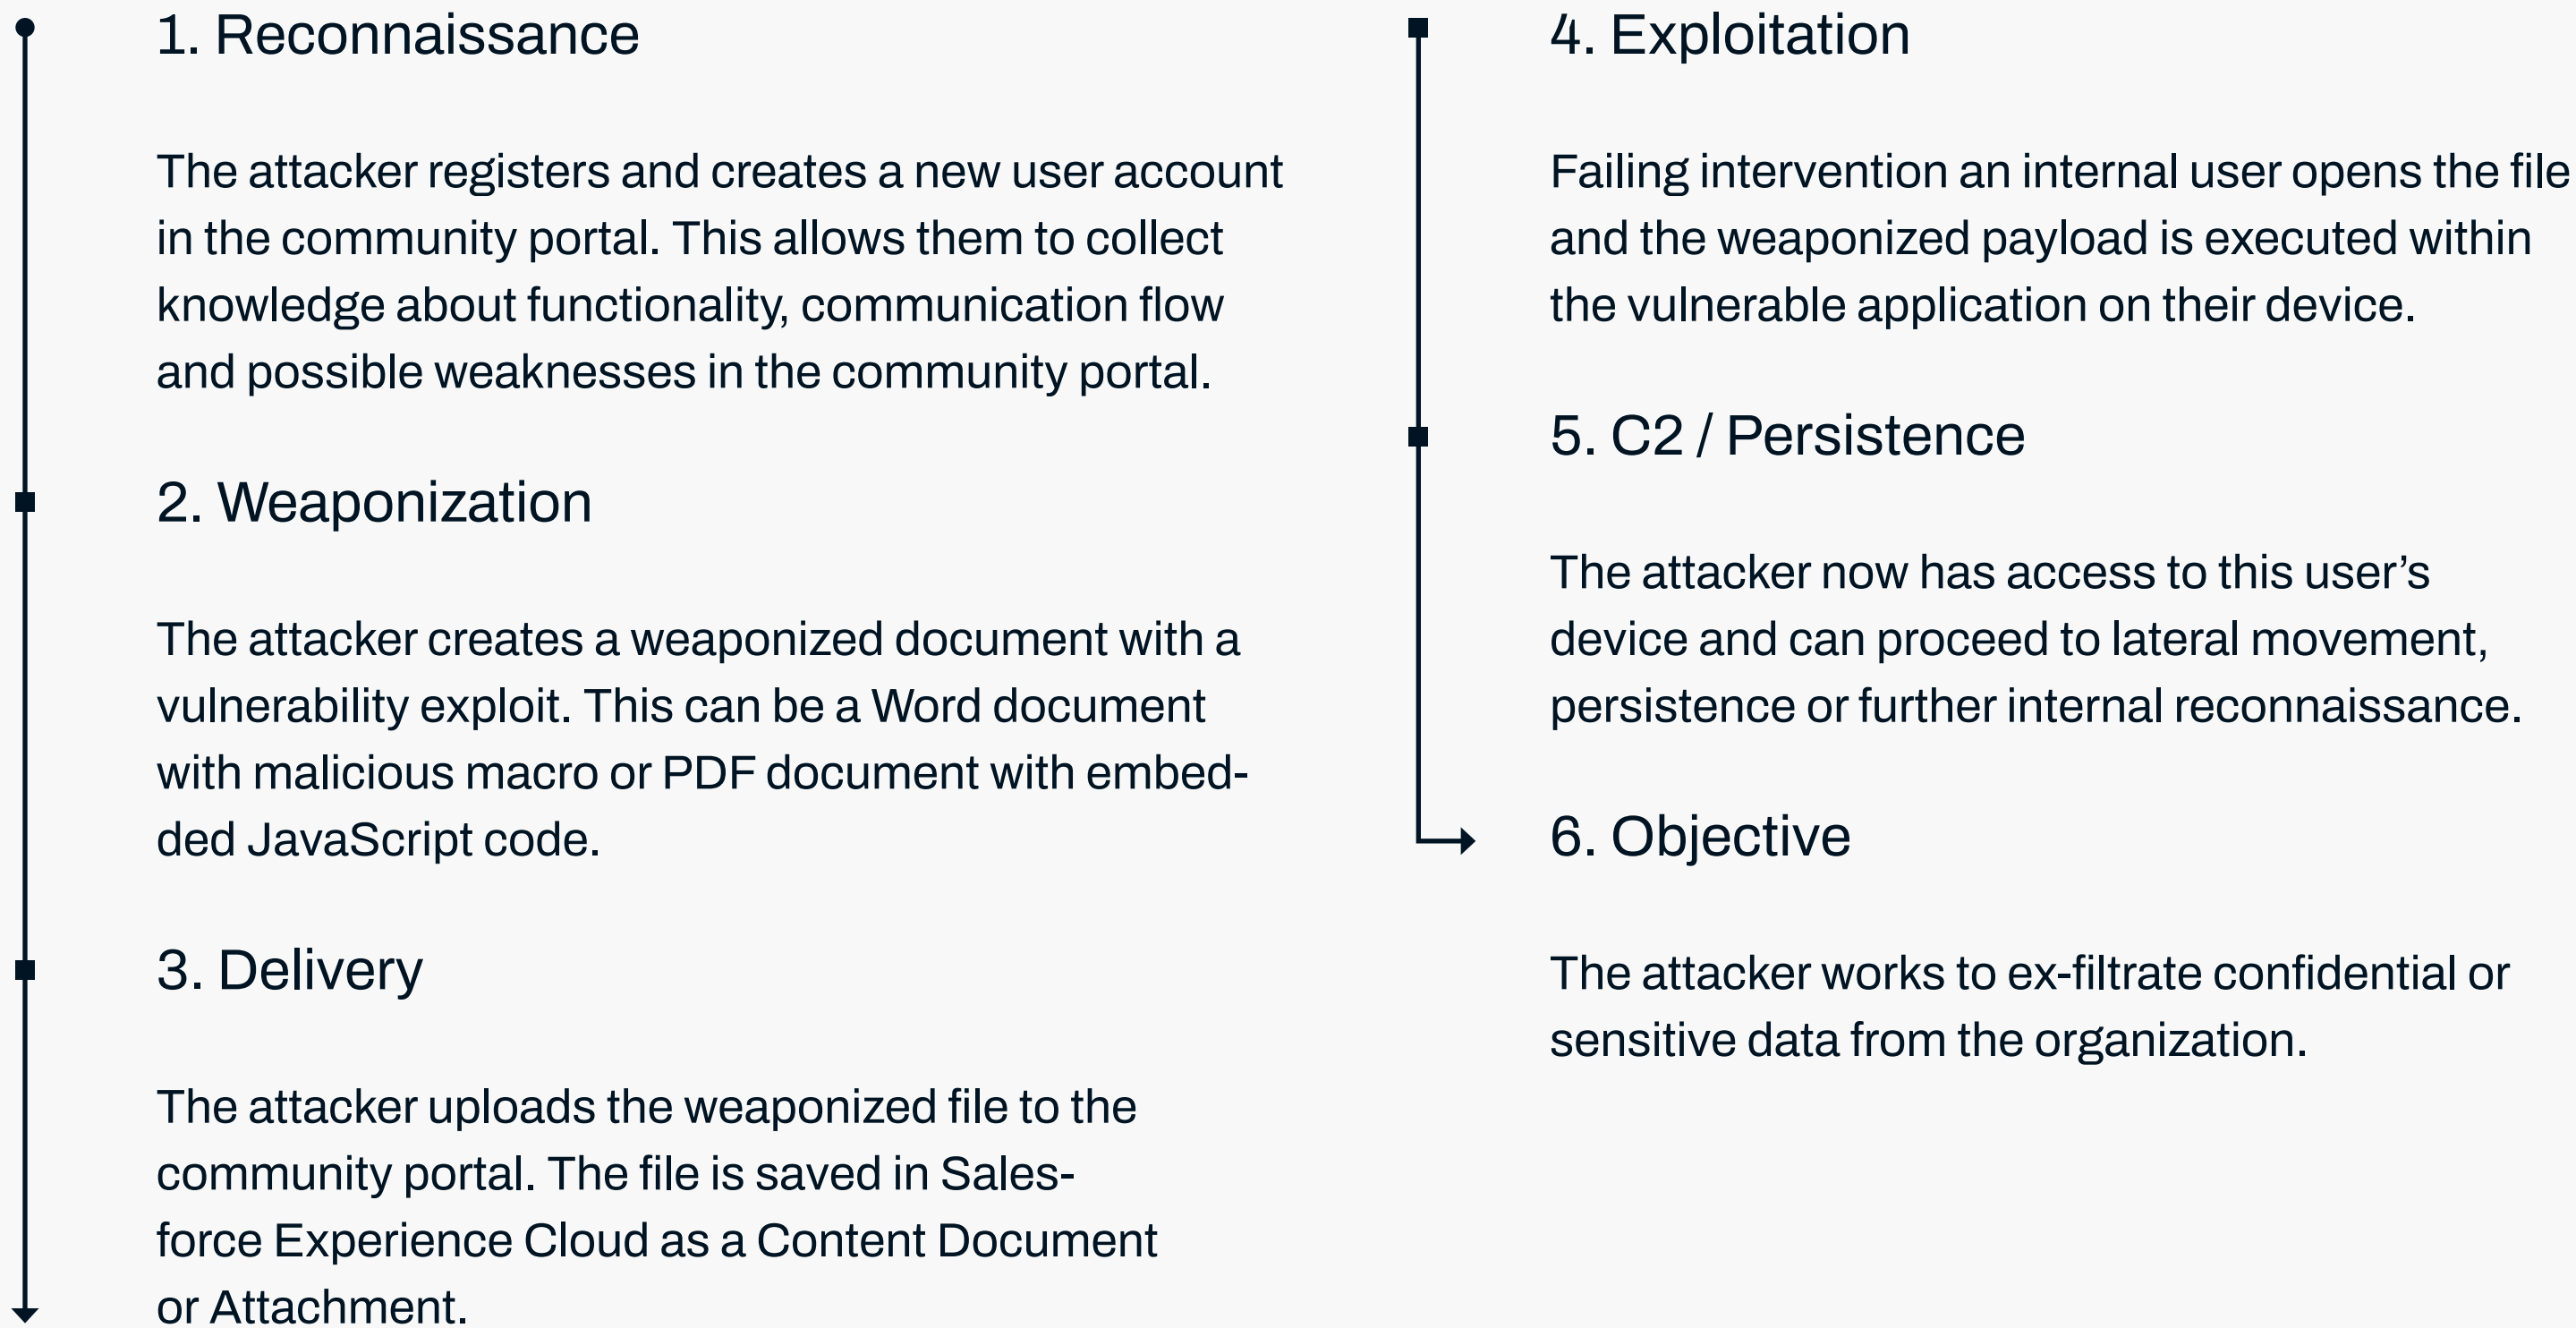 1. Reconnaissance
The attacker registers and creates a new user account
in the community portal. This allows them to collect
knowledge about functionality, communication flow
and possible weaknesses in the community portal.
2. Weaponization
The attacker creates a weaponized document with a
vulnerability exploit. This can be a Word document
with malicious macro or PDF document with embed-
ded JavaScript code.
3. Delivery
The attacker uploads the weaponized file to the
community portal. The file is saved in Sales-
force Experience Cloud as a Content Document
or Attachment.
4. Exploitation
Failing intervention an internal user opens the file
and the weaponized payload is executed within
the vulnerable application on their device.
5. C2 / Persistence
The attacker now has access to this user’s
device and can proceed to lateral movement,
persistence or further internal reconnaissance.
6. Objective
The attacker works to ex-filtrate confidential or
sensitive data from the organization.